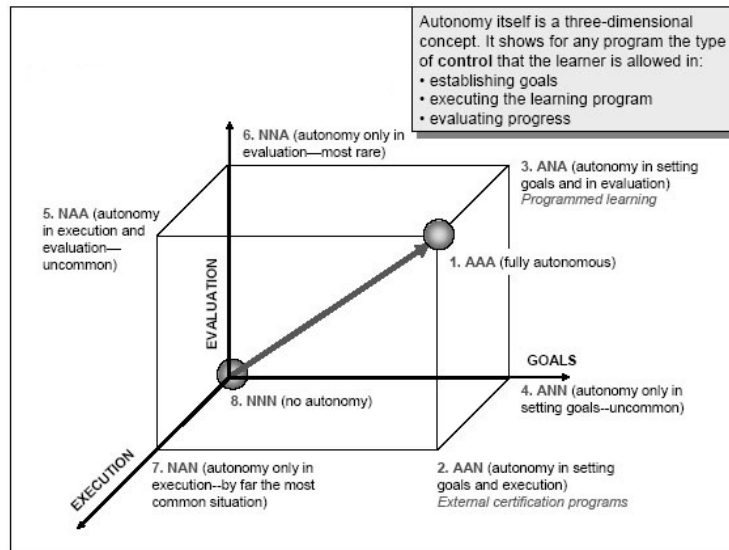 Autonomy itself is a three-dimensional
concept. It shows for any program the type
of control that the learner is allowed in:
• establishing goals
• executing the learning program
• evaluating progress
6. NNA (autonomy only in
evaluation—most rare)
3. ANA (autonomy in setting
goals and in evaluation)
Programmed learning
5. NAA (autonomy
in execution and
evaluation—
uncommon)
1. AAA (fully autonomous)
EVALUATION
GOALS
8. NNN (no autonomy)
4. ANN (autonomy only in
setting goals--uncommon)
EXECUTION
7. NAN (autonomy only in
execution--by far the most
common situation)
2. AAN (autonomy in setting
goals and execution)
External certification programs